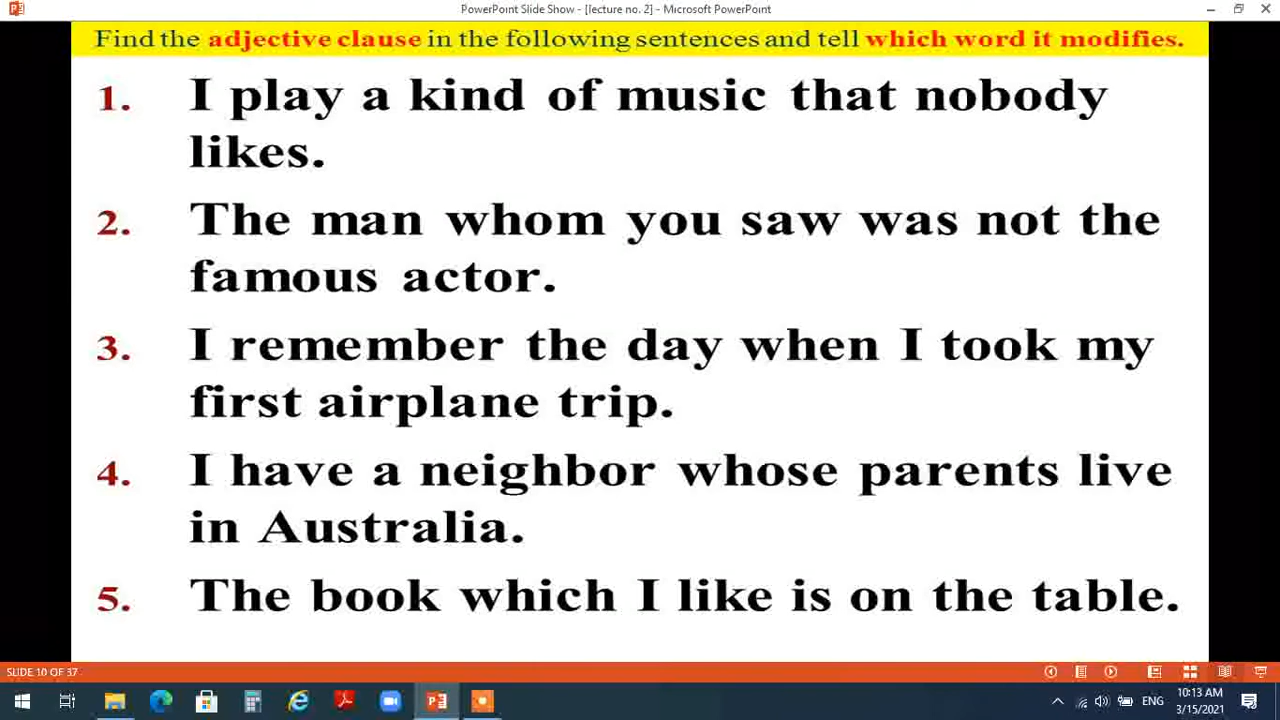 PowerPoint Slide Show - [lecture no. 2] - Microsoft PowerPoint
Find the adjective clause in the following sentences and tell which word it modifies.
1. I play a kind of music that nobody
likes.
2. The man whom you saw was not the
famous actor.
3. I remember the day when I took my
first airplane trip.
4. I have a neighbor whose parents live
in Australia.
5. The book which I like is on the table.
SLIDE 10 OF 37
ENG
10:13 AM
3/15/2021